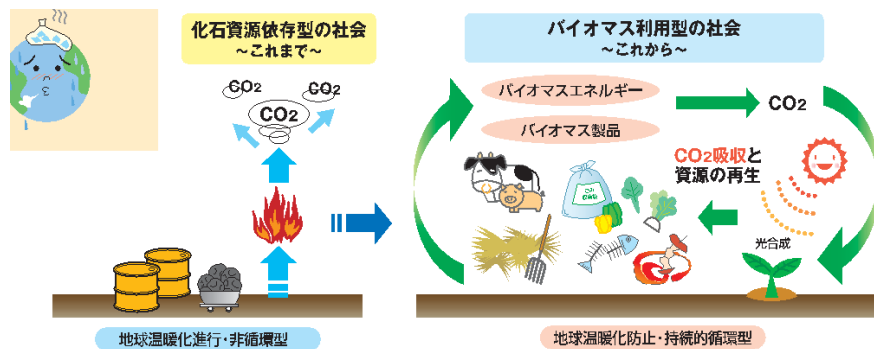 化石資源依存型の社会
～これまで～
CO2
CO2
CO2
地球温暖化進行・非循環型
バイオマス利用型の社会
～これから～
バイオマスエネルギー
CO2
バイオマス製品
CO2吸収と
資源の再生
光合成
地球温暖化防止・持続的循環型